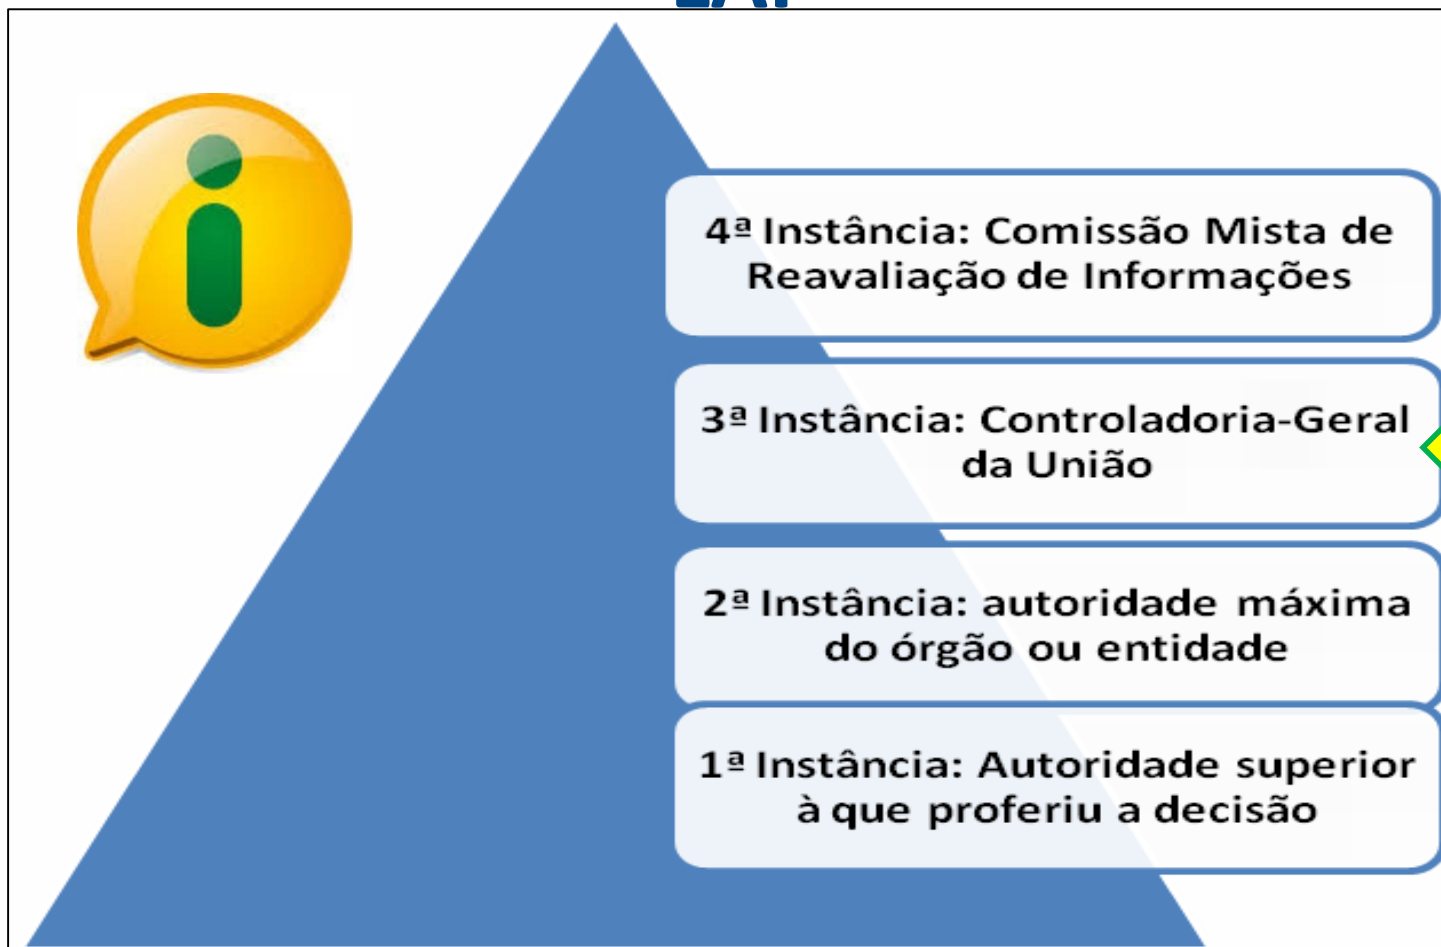 4ª Instância: Comissão Mista de
Reavaliação de Informações
3ª Instância: Controladoria-Geral
da União
2ª Instância: autoridade máxima
do órgão ou entidade
1ª Instância: Autoridade superior
à que proferiu a decisão